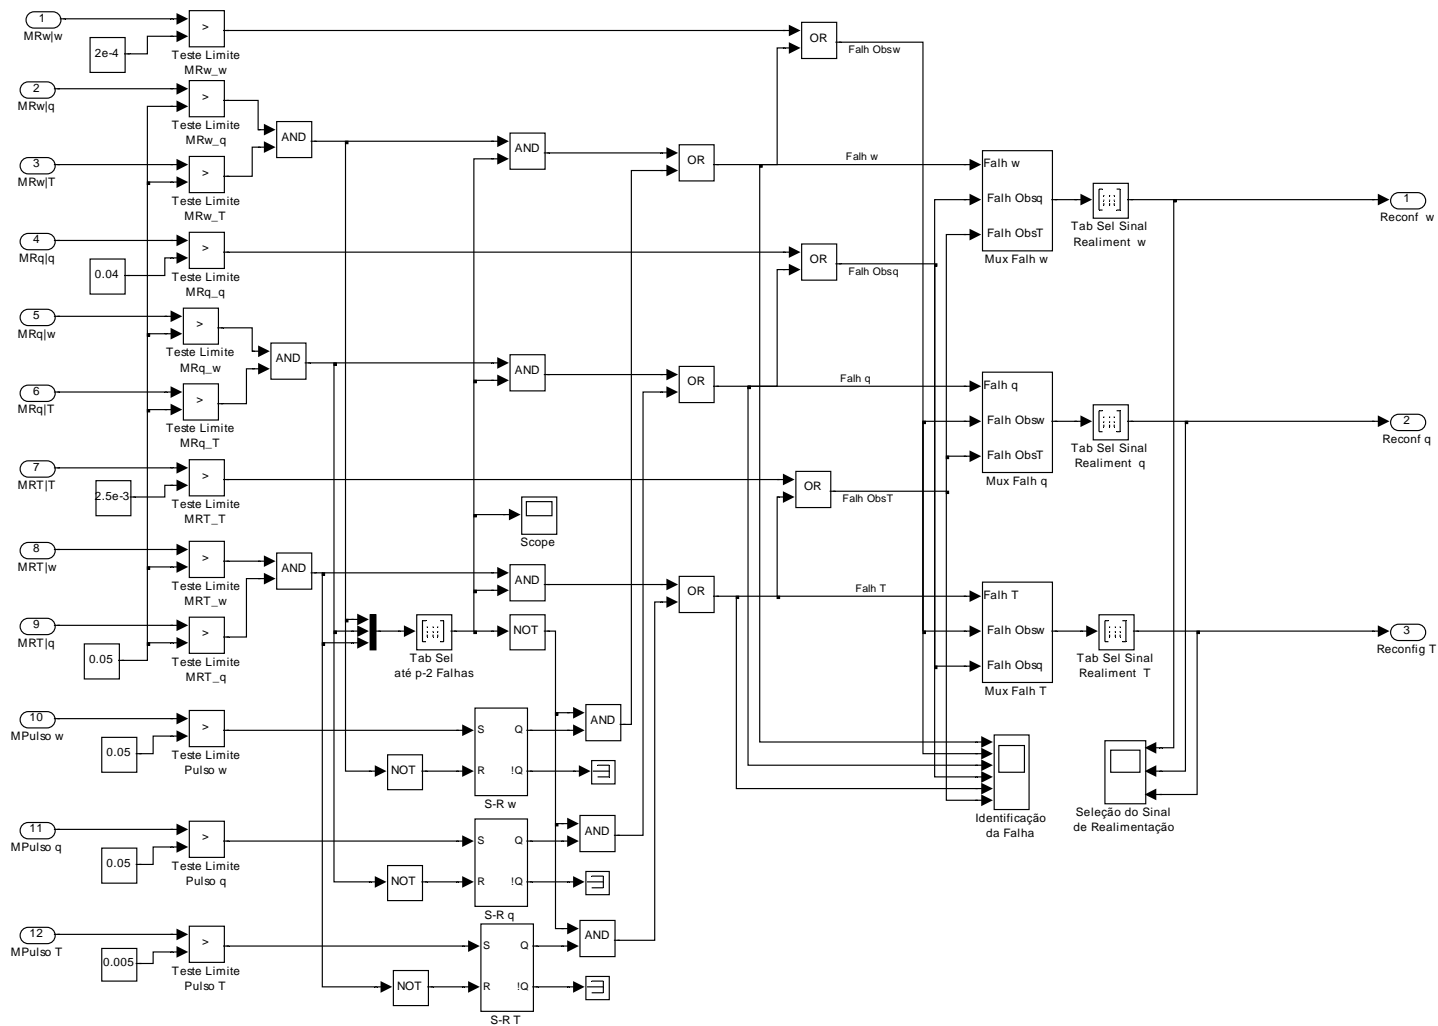 1
MRw|w
2e-4
>
Teste Limite
MRw_w
2
MRw|q
>
Teste Limite
MRw_q
3
MRw|T
>
Teste Limite
MRw_T
AND
AND
OR
OR
Falh Obsw
Falh w
4
MRq|q
0.04
>
Teste Limite
MRq_q
OR
Falh Obsq
Falh w
Falh Obsq
Falh ObsT
Mux Falh w
Tab Sel Sinal
Realiment w
1
Reconf w
5
MRq|w
>
Teste Limite
MRq_w
6
MRq|T
>
Teste Limite
MRq_T
AND
AND
OR
Falh q
Falh q
Falh Obsw
Falh ObsT
Mux Falh q
Tab Sel Sinal
Realiment q
2
Reconf q
7
MRT|T
2.5e-3
>
Teste Limite
MRT_T
OR
Falh ObsT
Scope
8
MRT|w
>
Teste Limite
MRT_w
9
MRT|q
0.05
>
Teste Limite
MRT_q
AND
AND
OR
Falh T
Tab Sel
até p-2 Falhas
NOT
Falh T
Falh Obsw
Falh Obsq
Mux Falh T
Tab Sel Sinal
Realiment T
3
Reconfig T
10
MPulso w
0.05
>
Teste Limite
Pulso w
NOT
S
Q
R
!Q
S-R w
AND
Identificação
da Falha
Seleção do Sinal
de Realimentação
11
MPulso q
0.05
>
Teste Limite
Pulso q
NOT
S
Q
R
!Q
S-R q
AND
12
MPulso T
0.005
>
Teste Limite
Pulso T
NOT
S
Q
R
!Q
S-R T
AND